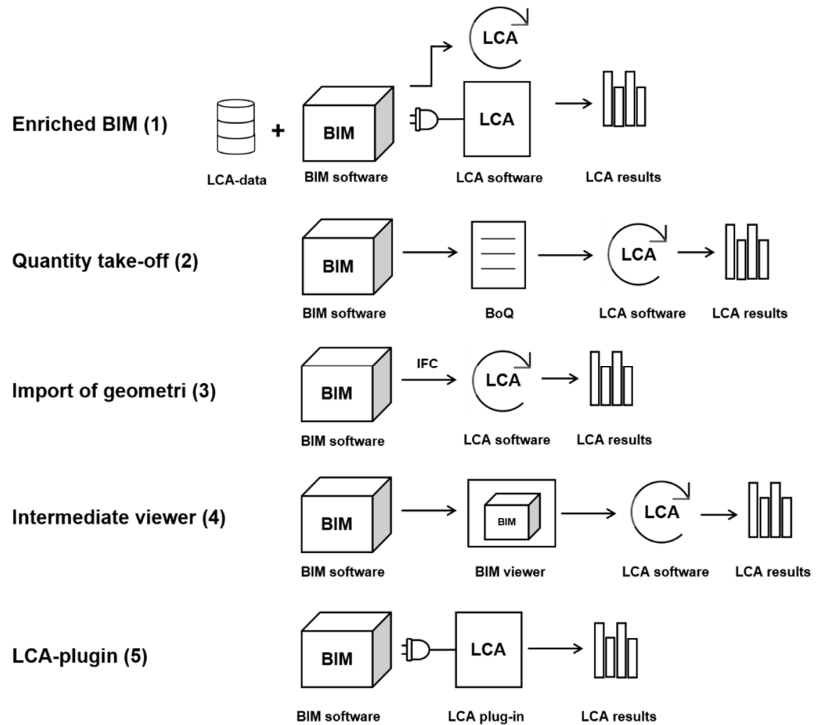 LCA
Enriched BIM (1)
+
BIM
LCA
LCA-data
BIM software
LCA software
LCA results
Quantity take-off (2)
BIM
LCA
BIM software
BoQ
LCA software
LCA results
Import of geometri (3)
BIM
IFC
LCA
BIM software
LCA software
LCA results
Intermediate viewer (4)
BIM
BIM
LCA
BIM software
BIM viewer
LCA software
LCA results
LCA-plugin (5)
BIM
LCA
BIM software
LCA plug-in
LCA results